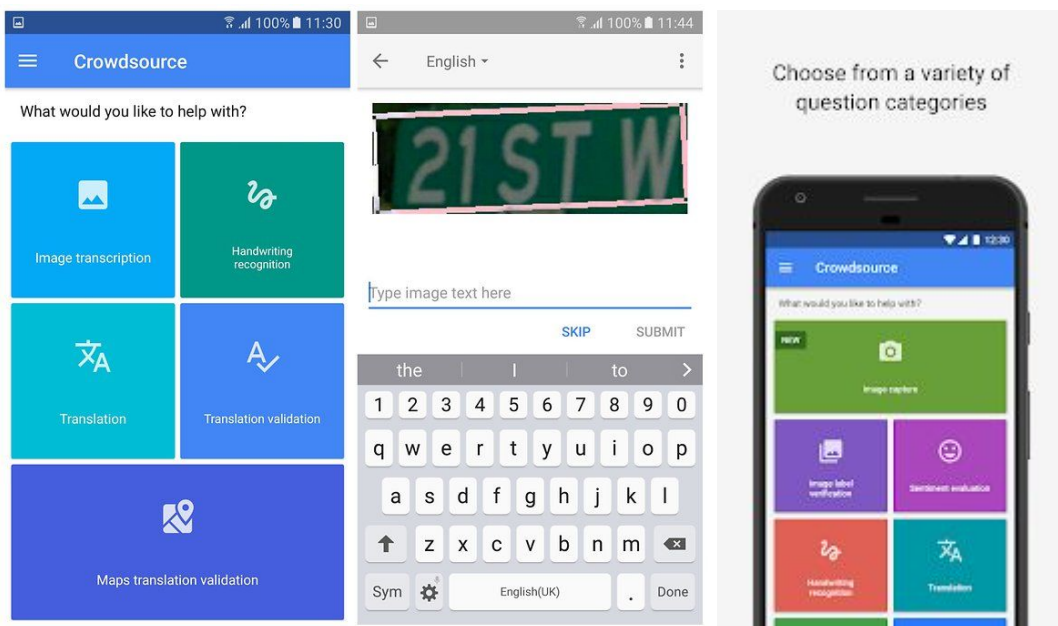 100% 11:30
Crowdsource
What would you like to help with?
Image transcription
Handwriting
recognition
Translation
Translation validation
Maps translation validation
100% 11:44
English
21ST W
Type image text here
SKIP SUBMIT
the I to
1 2 3 4 5 6 7 8 9 0
q w e r t y u i o p
a s d f g h j k l
z x c v b n m
Sym English(UK) . Done
Choose from a variety of
question categories
12:30
Crowdsource
What would you like to help with?
NEW
Image capture
Image label
verification
Sentiment evaluation
Handwriting
recognition
Translation